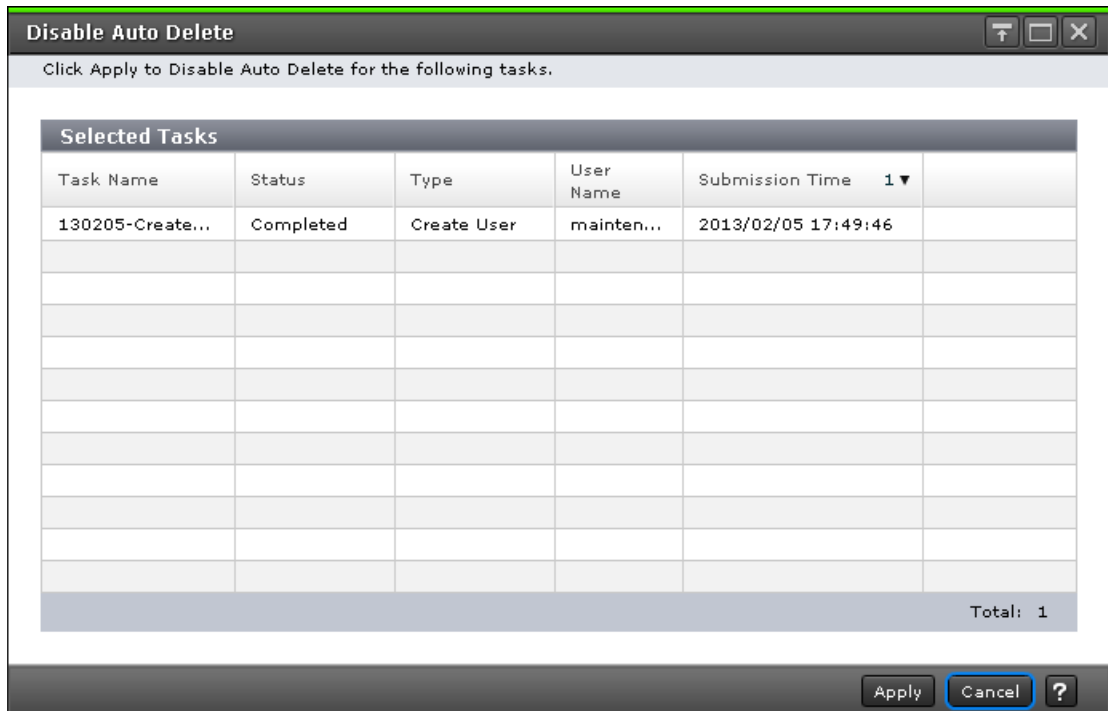 Disable Auto Delete
Click Apply to Disable Auto Delete for the following tasks.
Selected Tasks
Task Name Status Type User Name Submission Time 1▼
130205-Create... Completed Create User mainten... 2013/02/05 17:49:46
Total: 1
Apply Cancel ?